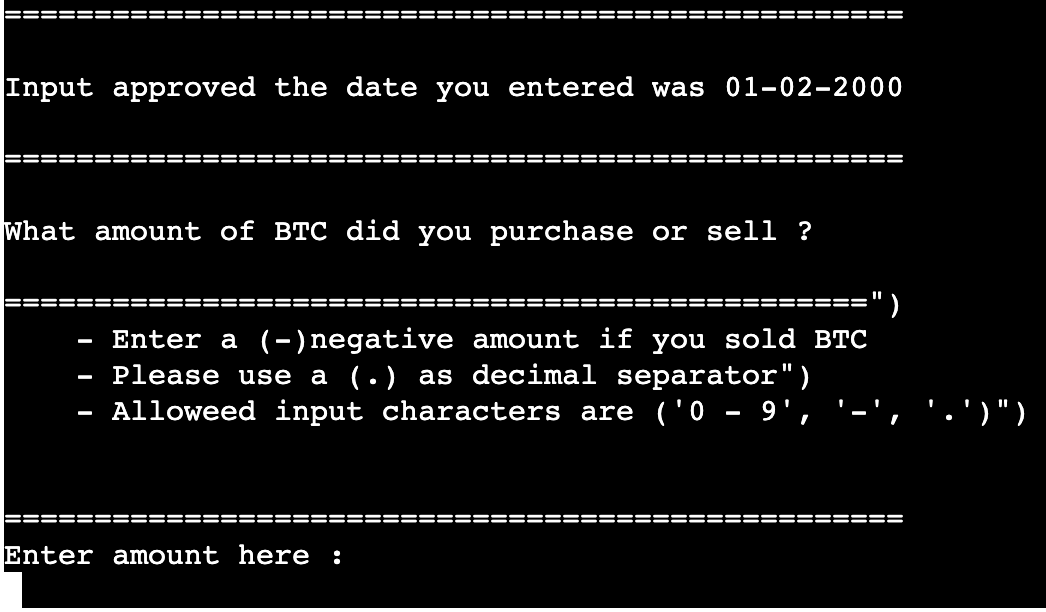 ==================================================
Input approved the date you entered was 01-02-2000
==================================================
What amount of BTC did you purchase or sell ?
================================================")
- Enter a (-)negative amount if you sold BTC
- Please use a (.) as decimal separator")
- Alloweed input characters are ('0 - 9', '-', '.')")
==================================================
Enter amount here :